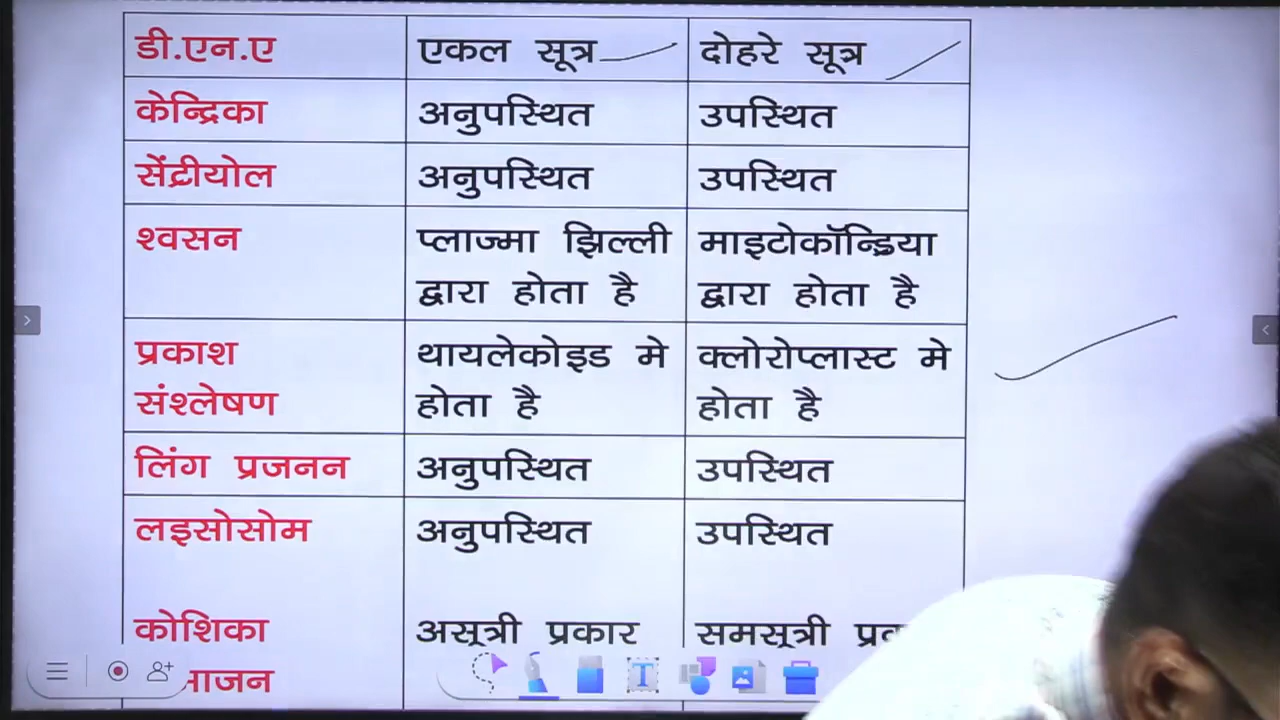 डी.एन.ए एकल सूत्र दोहरे सूत्र
केन्द्रिका अनुपस्थित उपस्थित
सेंट्रीयोल अनुपस्थित उपस्थित
श्वसन प्लाज्मा झिल्ली माइटोकॉन्ड्रिया
द्वारा होता है द्वारा होता है
प्रकाश थायलेकोइड मे क्लोरोप्लास्ट मे
संश्लेषण होता है होता है
लिंग प्रजनन अनुपस्थित उपस्थित
लइसोसोम अनुपस्थित उपस्थित
कोशिका असूत्री प्रकार समसूत्री